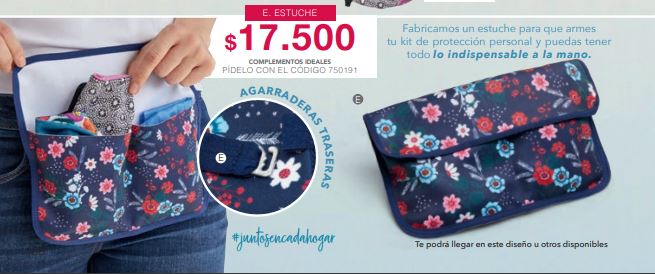 E. ESTUCHE
$17.500
COMPLEMENTOS IDEALES
PÍDELO CON EL CÓDIGO 750191
Fabricamos un estuche para que armes
tu kit de protección personal y puedas tener
todo lo indispensable a la mano.
AGARRADERAS TRASERAS
E
E
#juntosencadahogar
Te podrá llegar en este diseño u otros disponibles